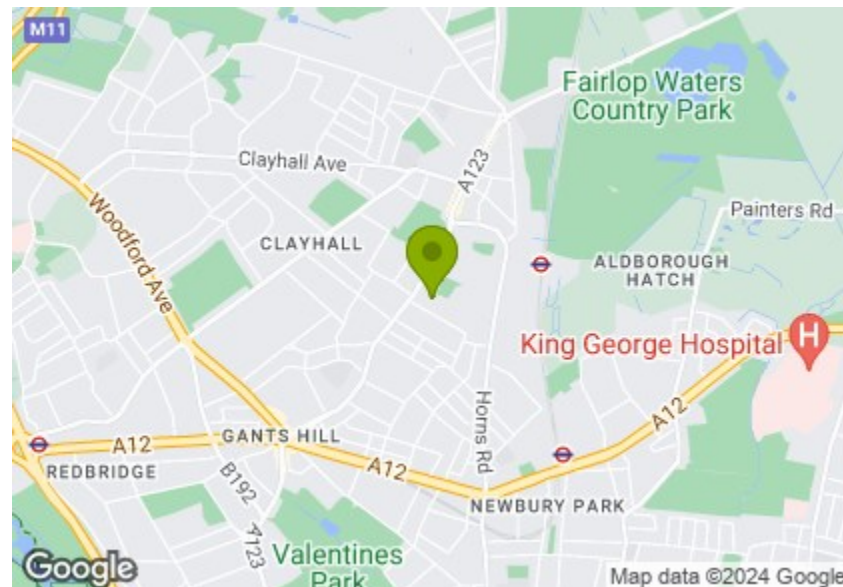 M11
Fairlop Waters
Country Park
Clayhall Ave
A123
Painters Rd
Woodford Ave
CLAYHALL
ALDBOROUGH
HATCH
King George Hospital
H
Horns Rd
A12
A12
GANTS HILL
REDBRIDGE
A12
B192
NEWBURY PARK
A123
Valentines
Park
Google
Map data ©2024 Google